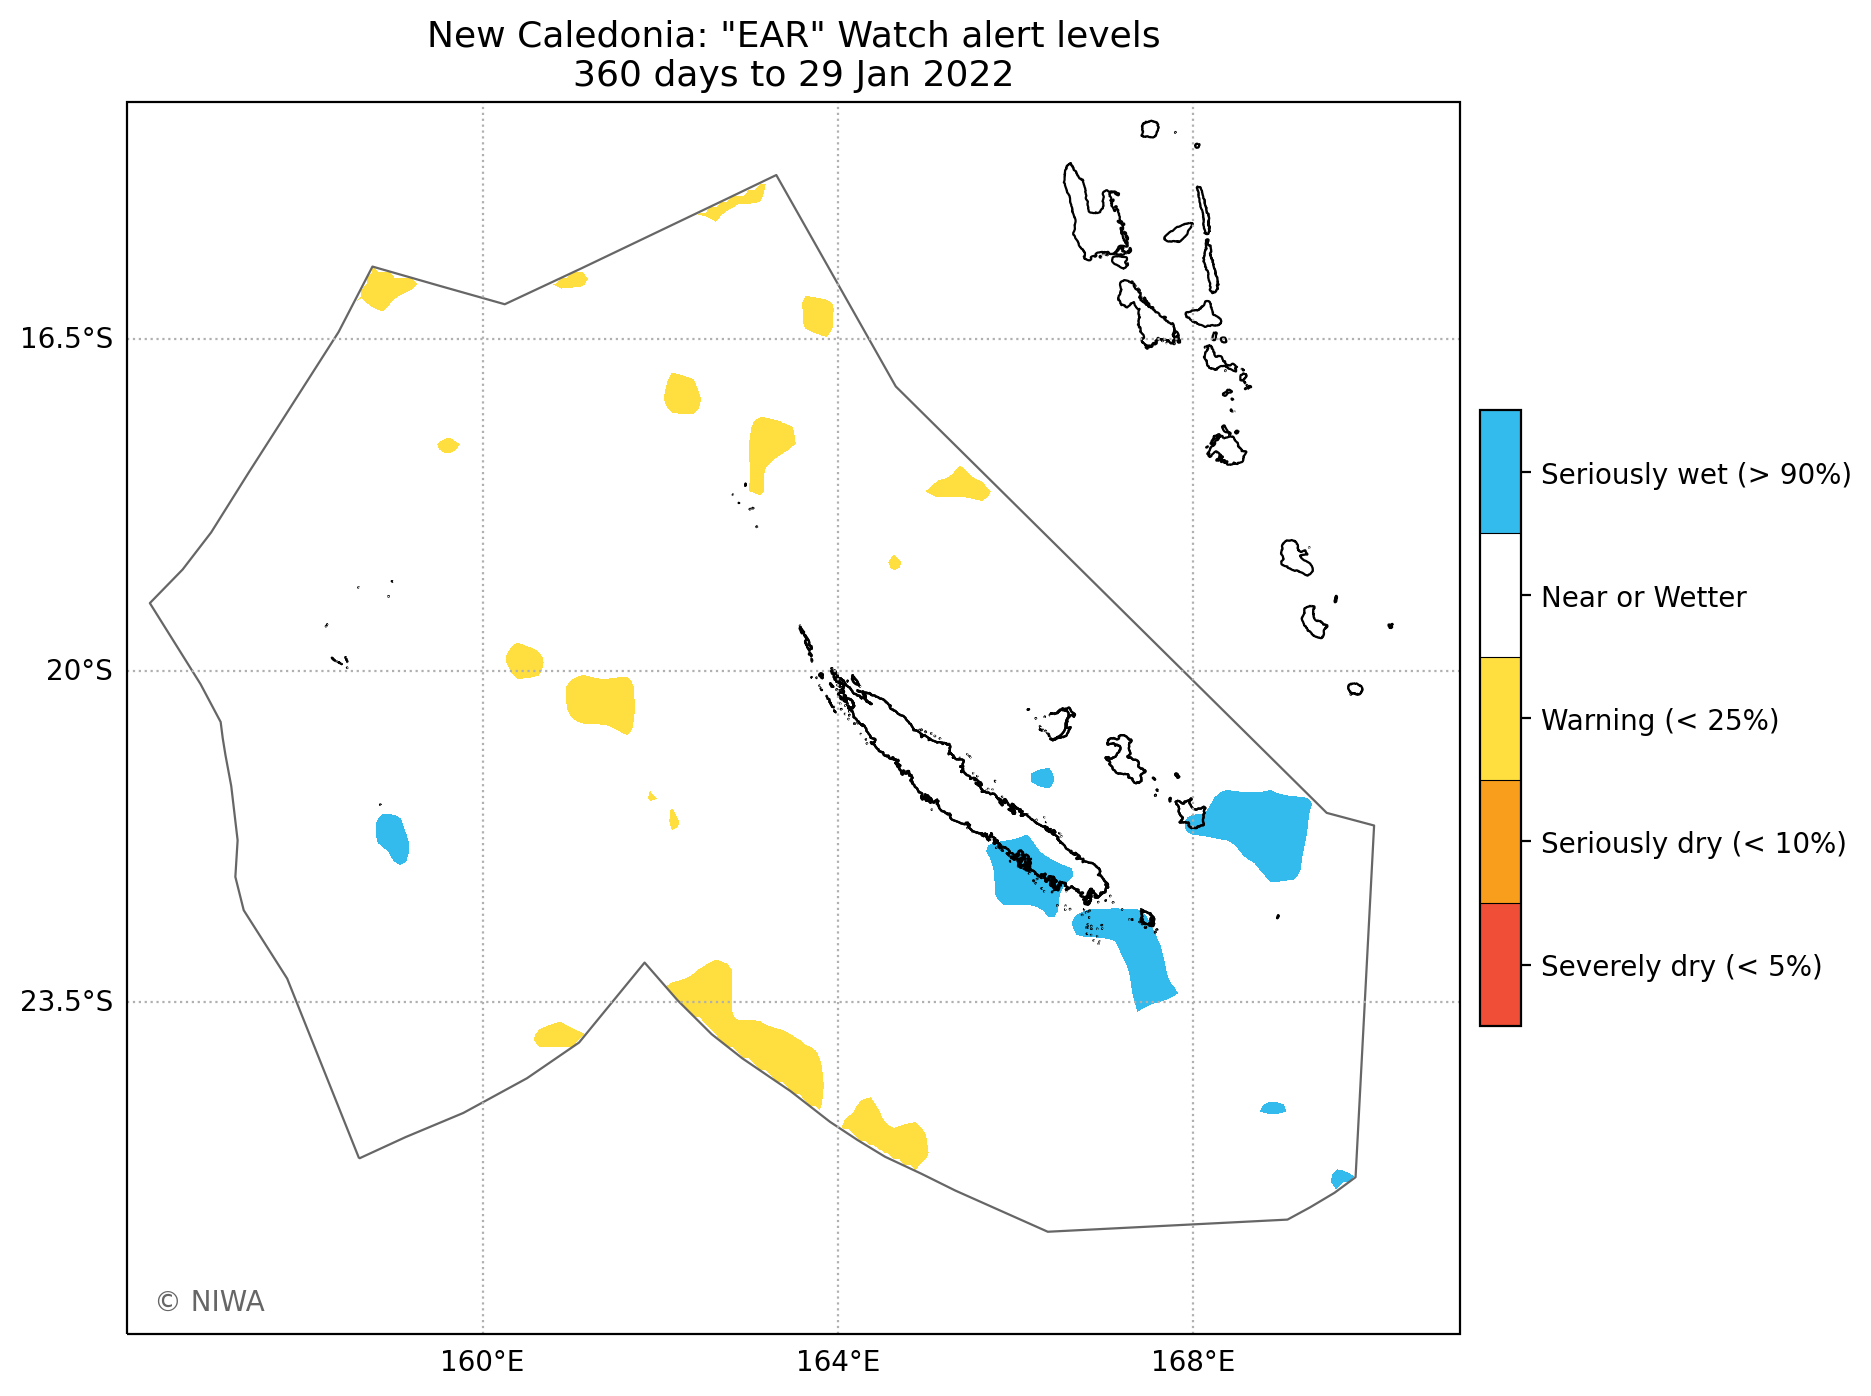 New Caledonia: "EAR" Watch alert levels
360 days to 29 Jan 2022
16.5°S
20°S
23.5°S
160°E
164°E
168°E
Seriously wet (> 90%)
Near or Wetter
Warning (< 25%)
Seriously dry (< 10%)
Severely dry (< 5%)
© NIWA